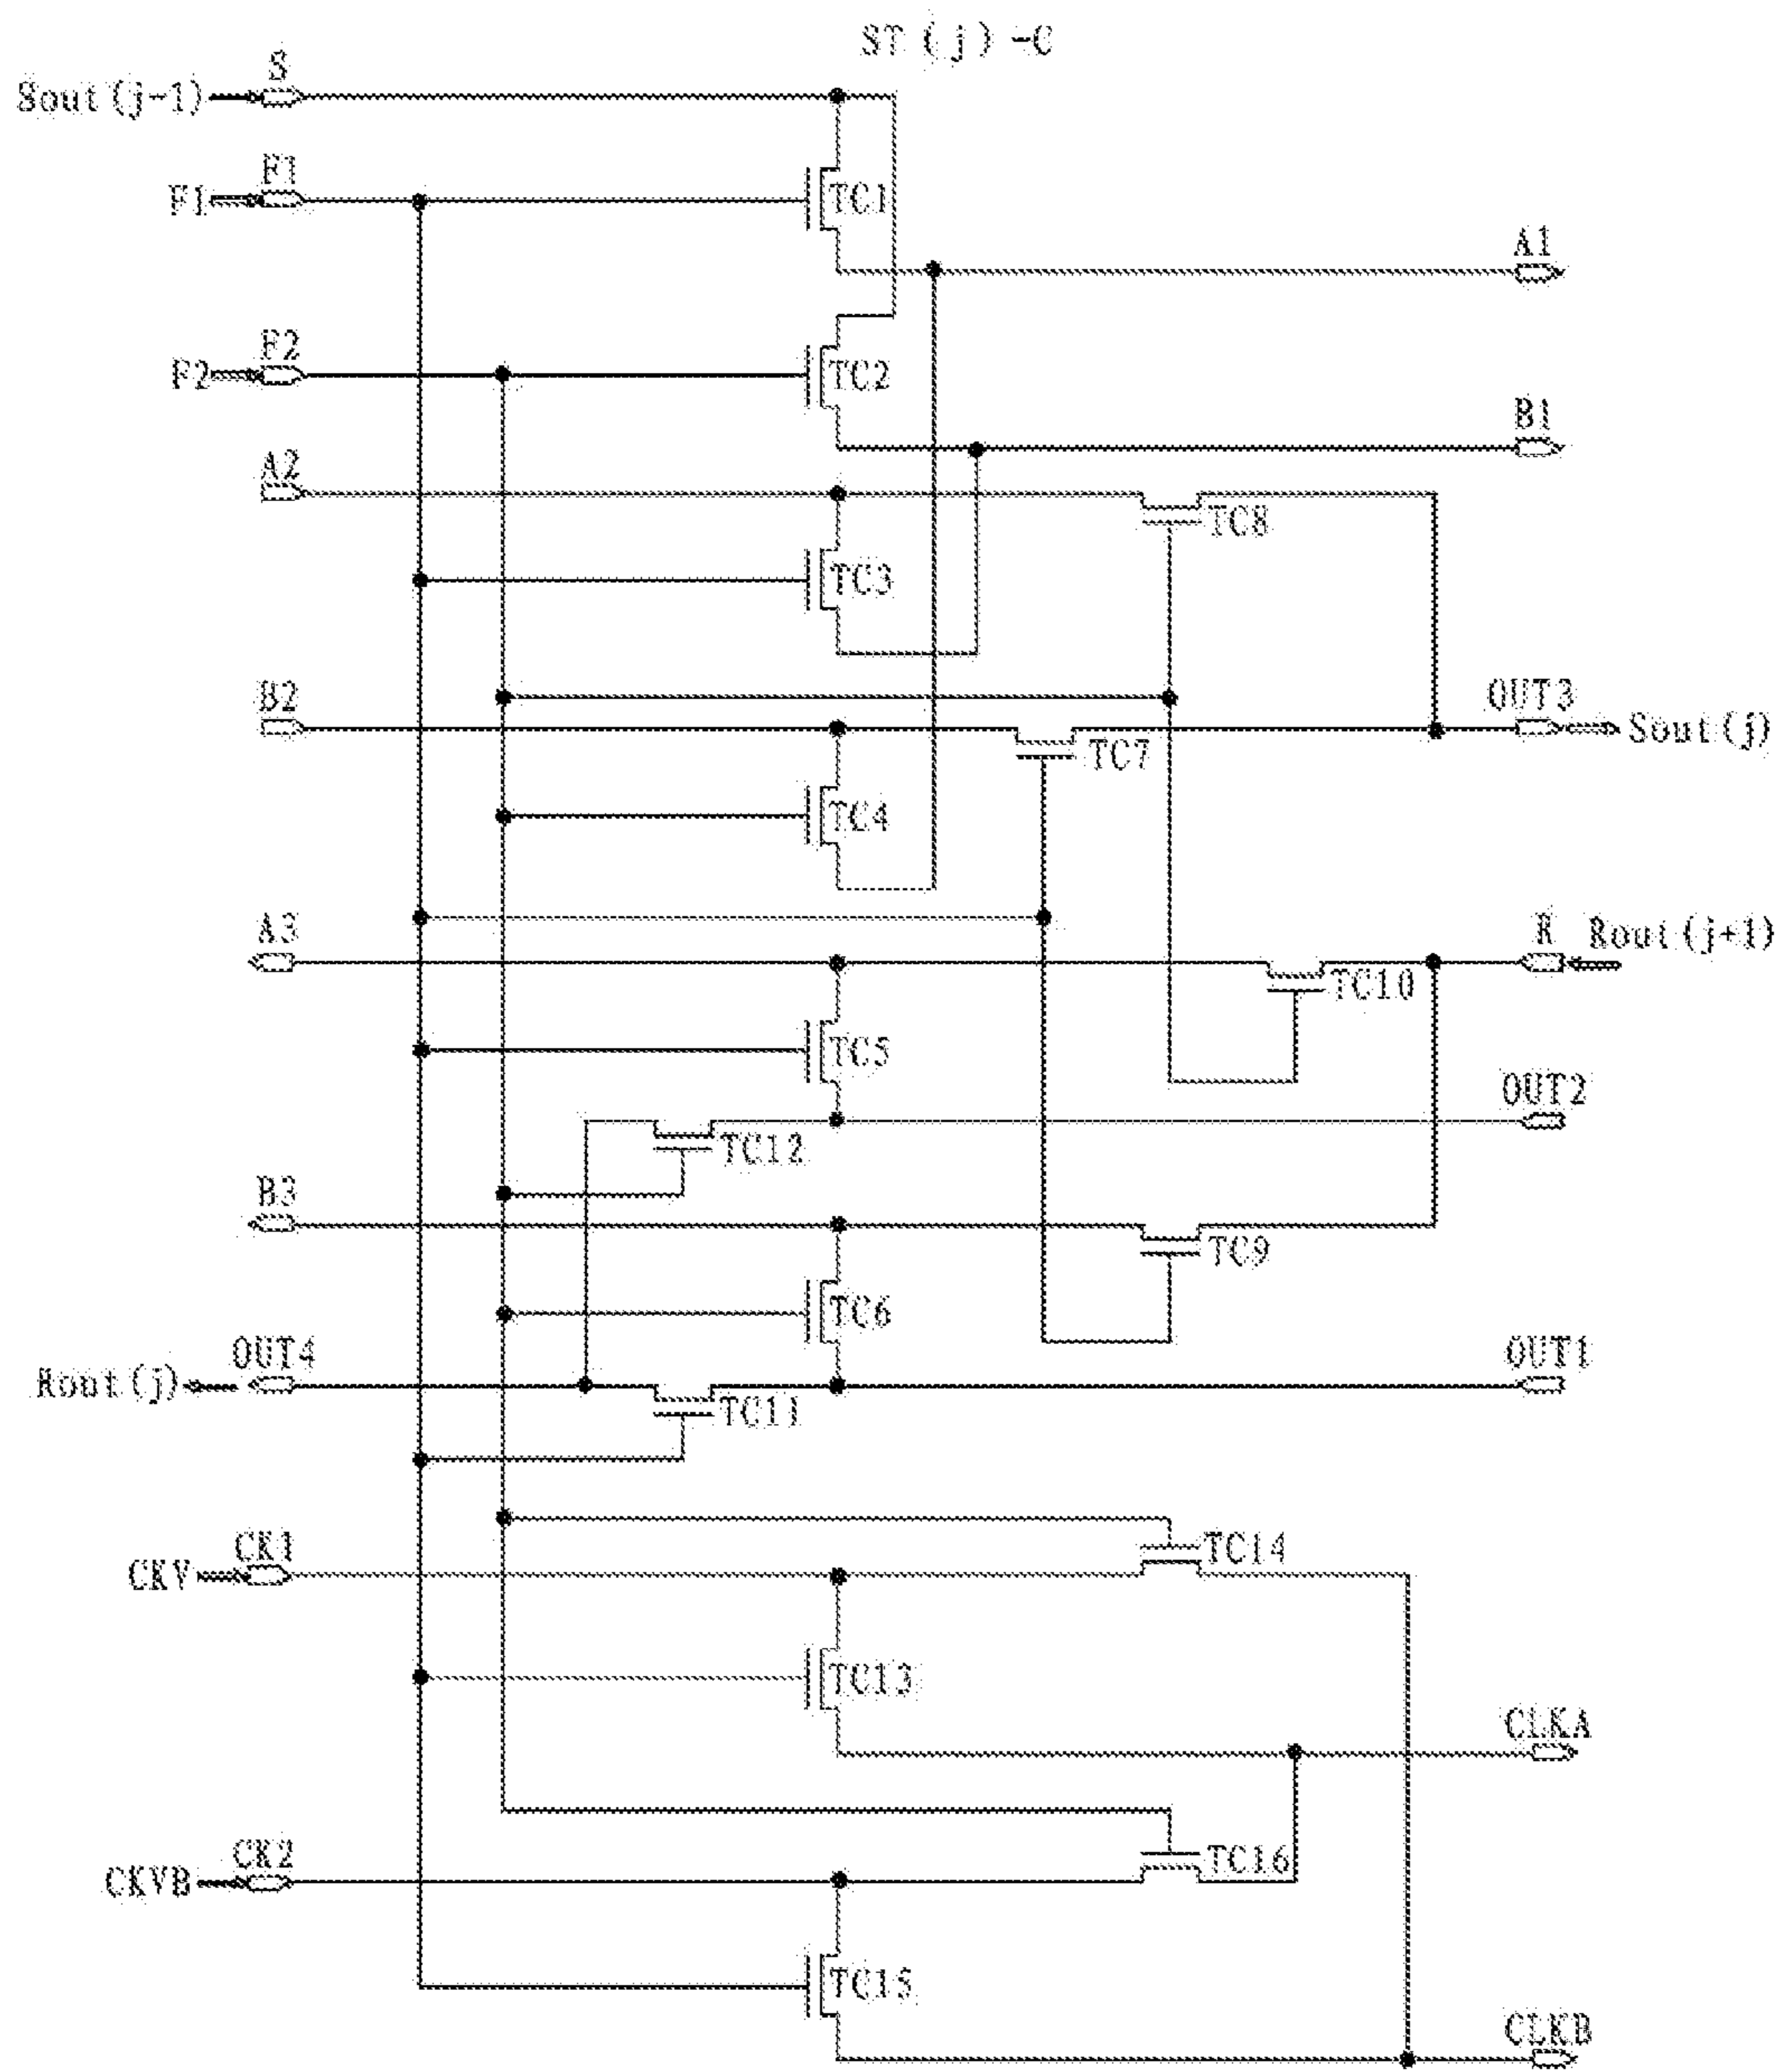 ST(j)-C
S
Sout(j-1)
F1
F1
TC1
A1
F2
F2
TC2
B1
A2
TC8
TC3
B2
OUT3
Sout(j)
TC7
TC4
A3
R
Rout(j+1)
TC10
TC5
OUT2
TC12
B3
TC9
TC6
OUT4
OUT1
Rout(j)
TC11
CK1
TC14
CKV
TC13
CLKA
CK2
TC16
CKVB
TC15
CLKB